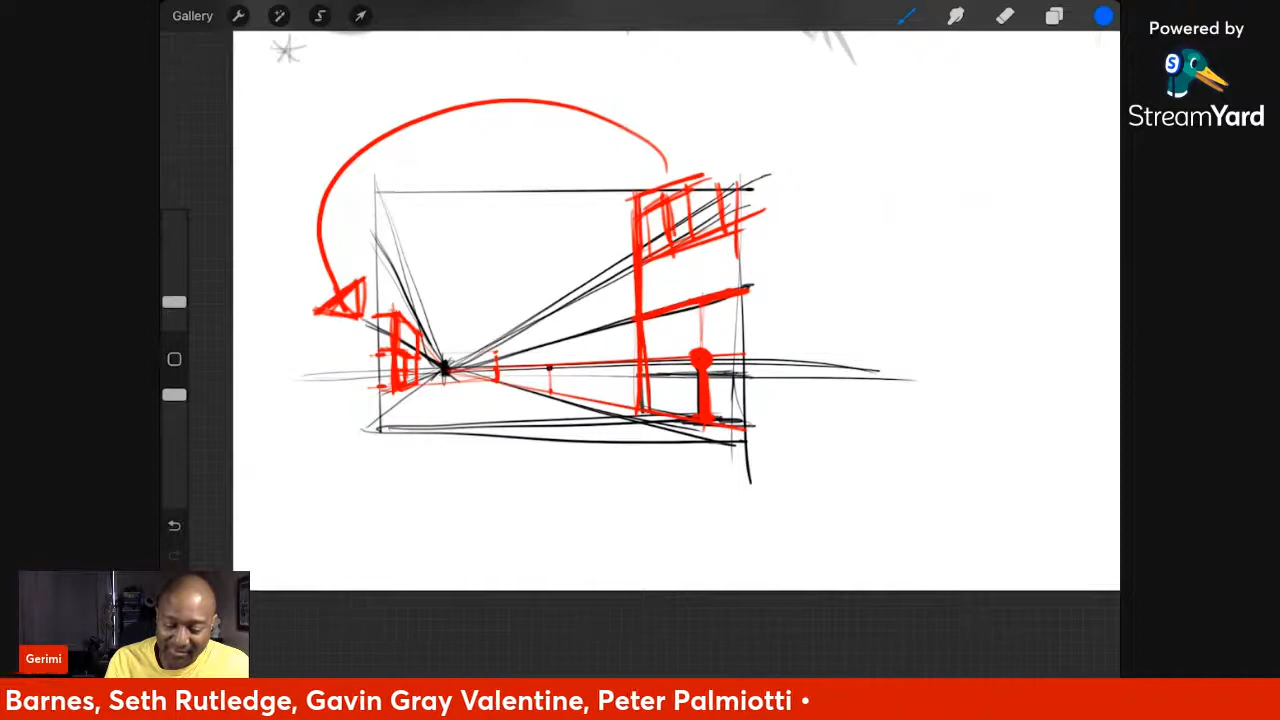 Gallery
Powered by
StreamYard
Gerimi
Barnes, Seth Rutledge, Gavin Gray Valentine, Peter Palmiotti •